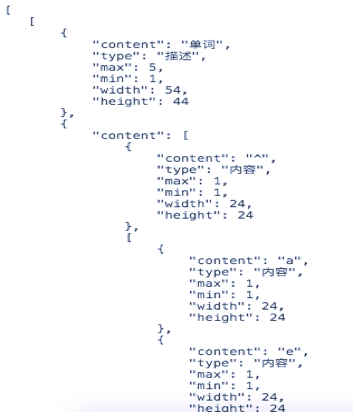 [
[
{
"content": "单词",
"type": "描述",
"max": 5,
"min": 1,
"width": 54,
"height": 44
},
{
"content": [
{
"content": "^",
"type": "内容",
"max": 1,
"min": 1,
"width": 24,
"height": 24
},
[
{
"content": "a",
"type": "内容",
"max": 1,
"min": 1,
"width": 24,
"height": 24
},
{
"content": "e",
"type": "内容",
"max": 1,
"min": 1,
"width": 24,
"height": 24